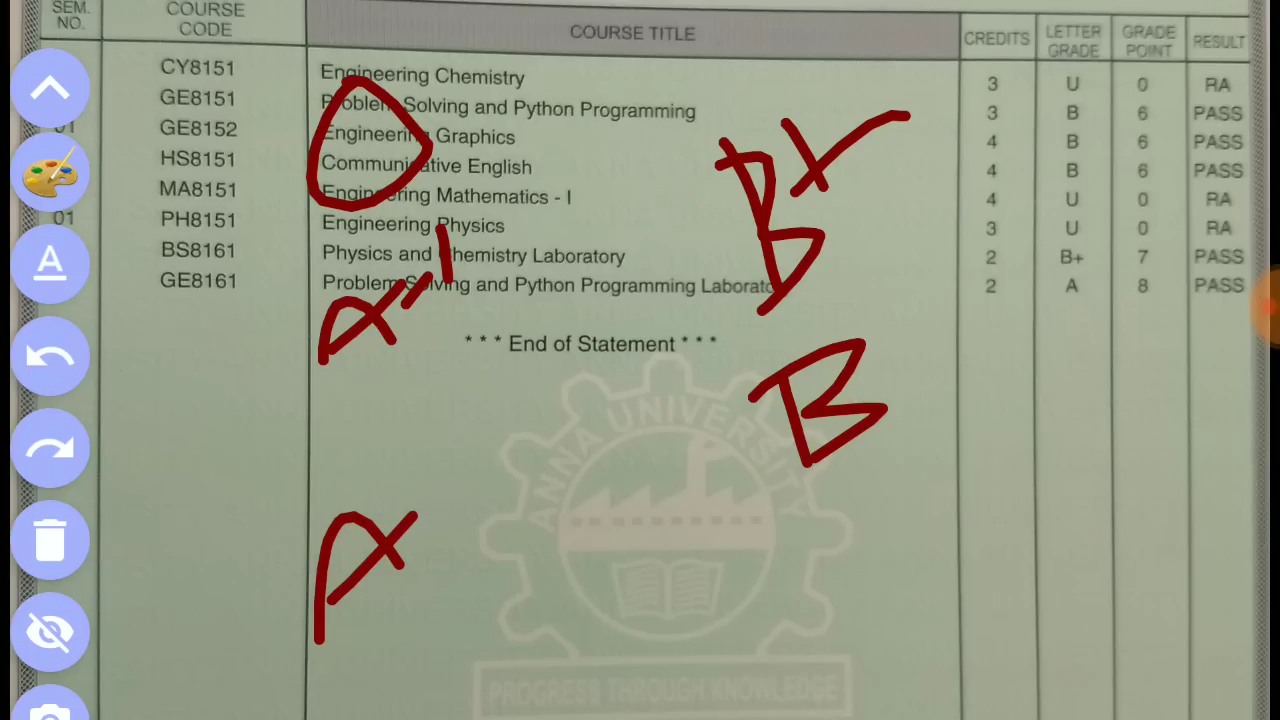 SEM. NO. COURSE CODE COURSE TITLE CREDITS LETTER GRADE GRADE POINT RESULT
CY8151 Engineering Chemistry 3 U 0 RA
GE8151 Problem Solving and Python Programming 3 B 6 PASS
01 GE8152 Engineering Graphics 4 B 6 PASS
HS8151 Communicative English 4 B 6 PASS
MA8151 Engineering Mathematics - I 4 U 0 RA
01 PH8151 Engineering Physics 3 U 0 RA
BS8161 Physics and Chemistry Laboratory 2 B+ 7 PASS
GE8161 Problem Solving and Python Programming Laborato 2 A 8 PASS
* * * End of Statement * * *
B
ANNA UNIVERSITY
PROGRESS THROUGH KNOWLEDGE
A